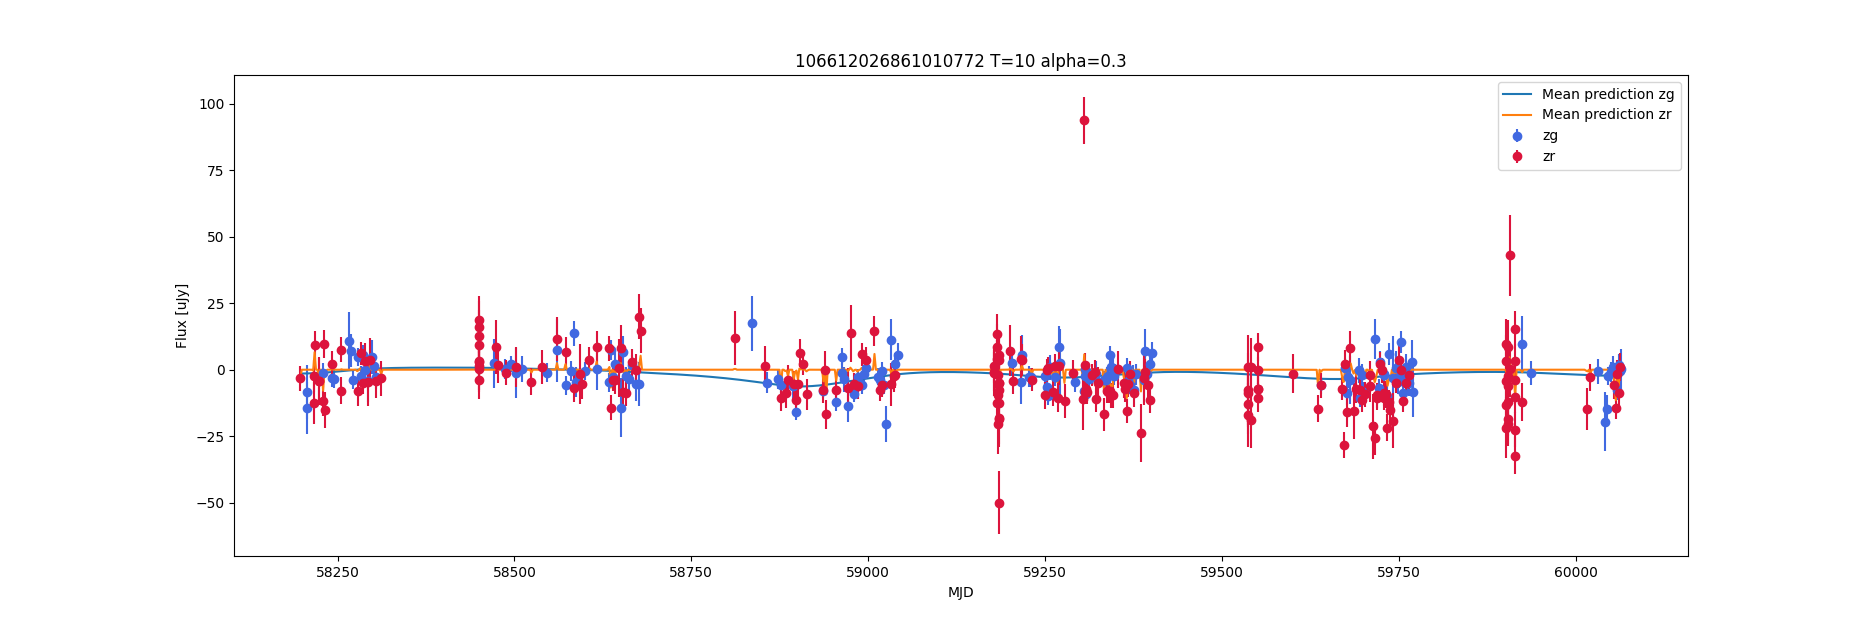 106612026861010772 T=10 alpha=0.3
Mean prediction zg
Mean prediction zr
zg
zr
Flux [uJy]
100
75
50
25
0
−25
−50
58250 58500 58750 59000 59250 59500 59750 60000
MJD